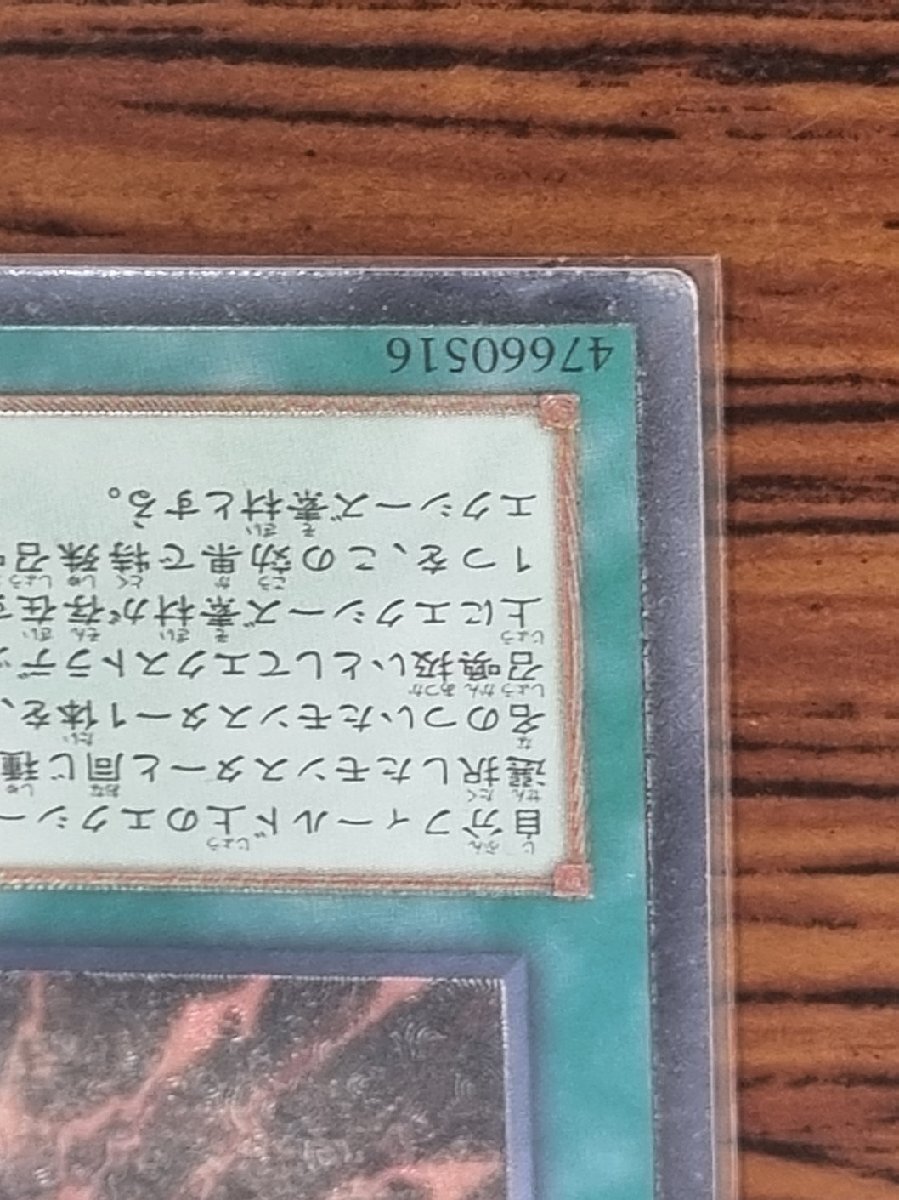 自分フィールド上のエクシー
選択したモンスターと同じ種
名のついたモンスター1体を、
召喚扱いとしてエクストラデッ
上にエクシーズ素材が存在す
1つを、この効果で特殊召
エクシーズ素材とする。
47660516